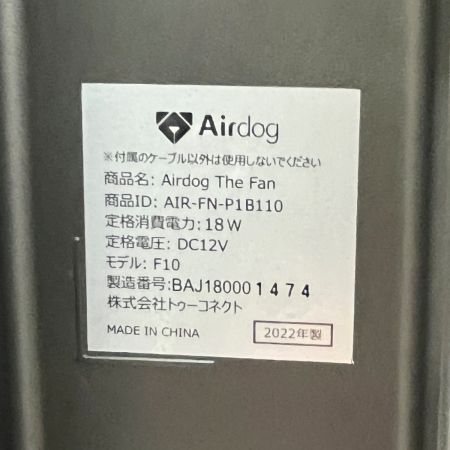 Airdog
※付属のケーブル以外は使用しないでください
商品名: Airdog The Fan
商品ID: AIR-FN-P1B110
定格消費電力: 18W
定格電圧: DC12V
モデル: F10
製造番号:BAJ18000 1474
株式会社トゥーコネクト
MADE IN CHINA 2022年製